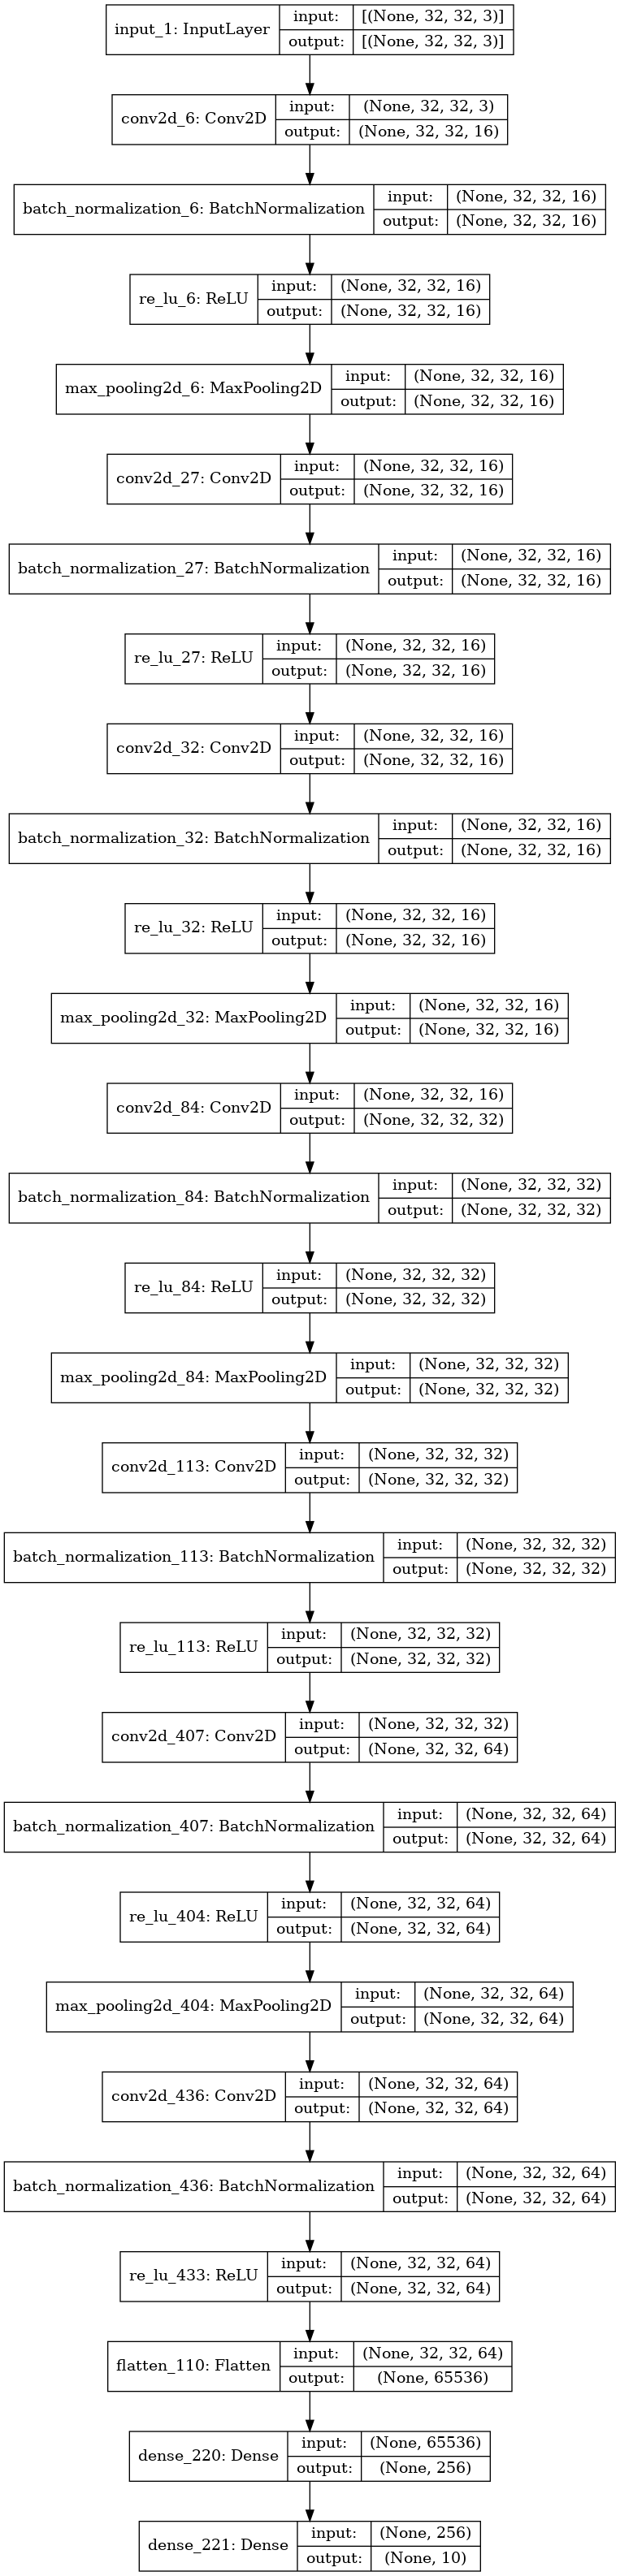 input_1: InputLayer
input: [(None, 32, 32, 3)]
output: [(None, 32, 32, 3)]
conv2d_6: Conv2D
input: (None, 32, 32, 3)
output: (None, 32, 32, 16)
batch_normalization_6: BatchNormalization
input: (None, 32, 32, 16)
output: (None, 32, 32, 16)
re_lu_6: ReLU
input: (None, 32, 32, 16)
output: (None, 32, 32, 16)
max_pooling2d_6: MaxPooling2D
input: (None, 32, 32, 16)
output: (None, 32, 32, 16)
conv2d_27: Conv2D
input: (None, 32, 32, 16)
output: (None, 32, 32, 16)
batch_normalization_27: BatchNormalization
input: (None, 32, 32, 16)
output: (None, 32, 32, 16)
re_lu_27: ReLU
input: (None, 32, 32, 16)
output: (None, 32, 32, 16)
conv2d_32: Conv2D
input: (None, 32, 32, 16)
output: (None, 32, 32, 16)
batch_normalization_32: BatchNormalization
input: (None, 32, 32, 16)
output: (None, 32, 32, 16)
re_lu_32: ReLU
input: (None, 32, 32, 16)
output: (None, 32, 32, 16)
max_pooling2d_32: MaxPooling2D
input: (None, 32, 32, 16)
output: (None, 32, 32, 16)
conv2d_84: Conv2D
input: (None, 32, 32, 16)
output: (None, 32, 32, 32)
batch_normalization_84: BatchNormalization
input: (None, 32, 32, 32)
output: (None, 32, 32, 32)
re_lu_84: ReLU
input: (None, 32, 32, 32)
output: (None, 32, 32, 32)
max_pooling2d_84: MaxPooling2D
input: (None, 32, 32, 32)
output: (None, 32, 32, 32)
conv2d_113: Conv2D
input: (None, 32, 32, 32)
output: (None, 32, 32, 32)
batch_normalization_113: BatchNormalization
input: (None, 32, 32, 32)
output: (None, 32, 32, 32)
re_lu_113: ReLU
input: (None, 32, 32, 32)
output: (None, 32, 32, 32)
conv2d_407: Conv2D
input: (None, 32, 32, 32)
output: (None, 32, 32, 64)
batch_normalization_407: BatchNormalization
input: (None, 32, 32, 64)
output: (None, 32, 32, 64)
re_lu_404: ReLU
input: (None, 32, 32, 64)
output: (None, 32, 32, 64)
max_pooling2d_404: MaxPooling2D
input: (None, 32, 32, 64)
output: (None, 32, 32, 64)
conv2d_436: Conv2D
input: (None, 32, 32, 64)
output: (None, 32, 32, 64)
batch_normalization_436: BatchNormalization
input: (None, 32, 32, 64)
output: (None, 32, 32, 64)
re_lu_433: ReLU
input: (None, 32, 32, 64)
output: (None, 32, 32, 64)
flatten_110: Flatten
input: (None, 32, 32, 64)
output: (None, 65536)
dense_220: Dense
input: (None, 65536)
output: (None, 256)
dense_221: Dense
input: (None, 256)
output: (None, 10)